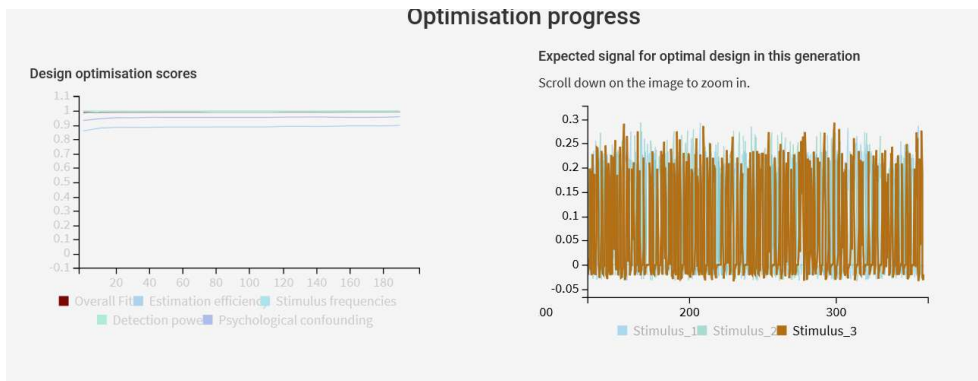 Optimisation progress
Design optimisation scores
1.1
1
0.9
0.8
0.7
0.6
0.5
0.4
0.3
0.2
0.1
0
-0.1
20 40 60 80 100 120 140 160 180
Overall Fit Estimation efficiency Stimulus frequencies
Detection powe Psychological confounding
Expected signal for optimal design in this generation
Scroll down on the image to zoom in.
0.3
0.25
0.2
0.15
0.1
0.05
0
-0.05
00 200 300
Stimulus_1 Stimulus_2 Stimulus_3